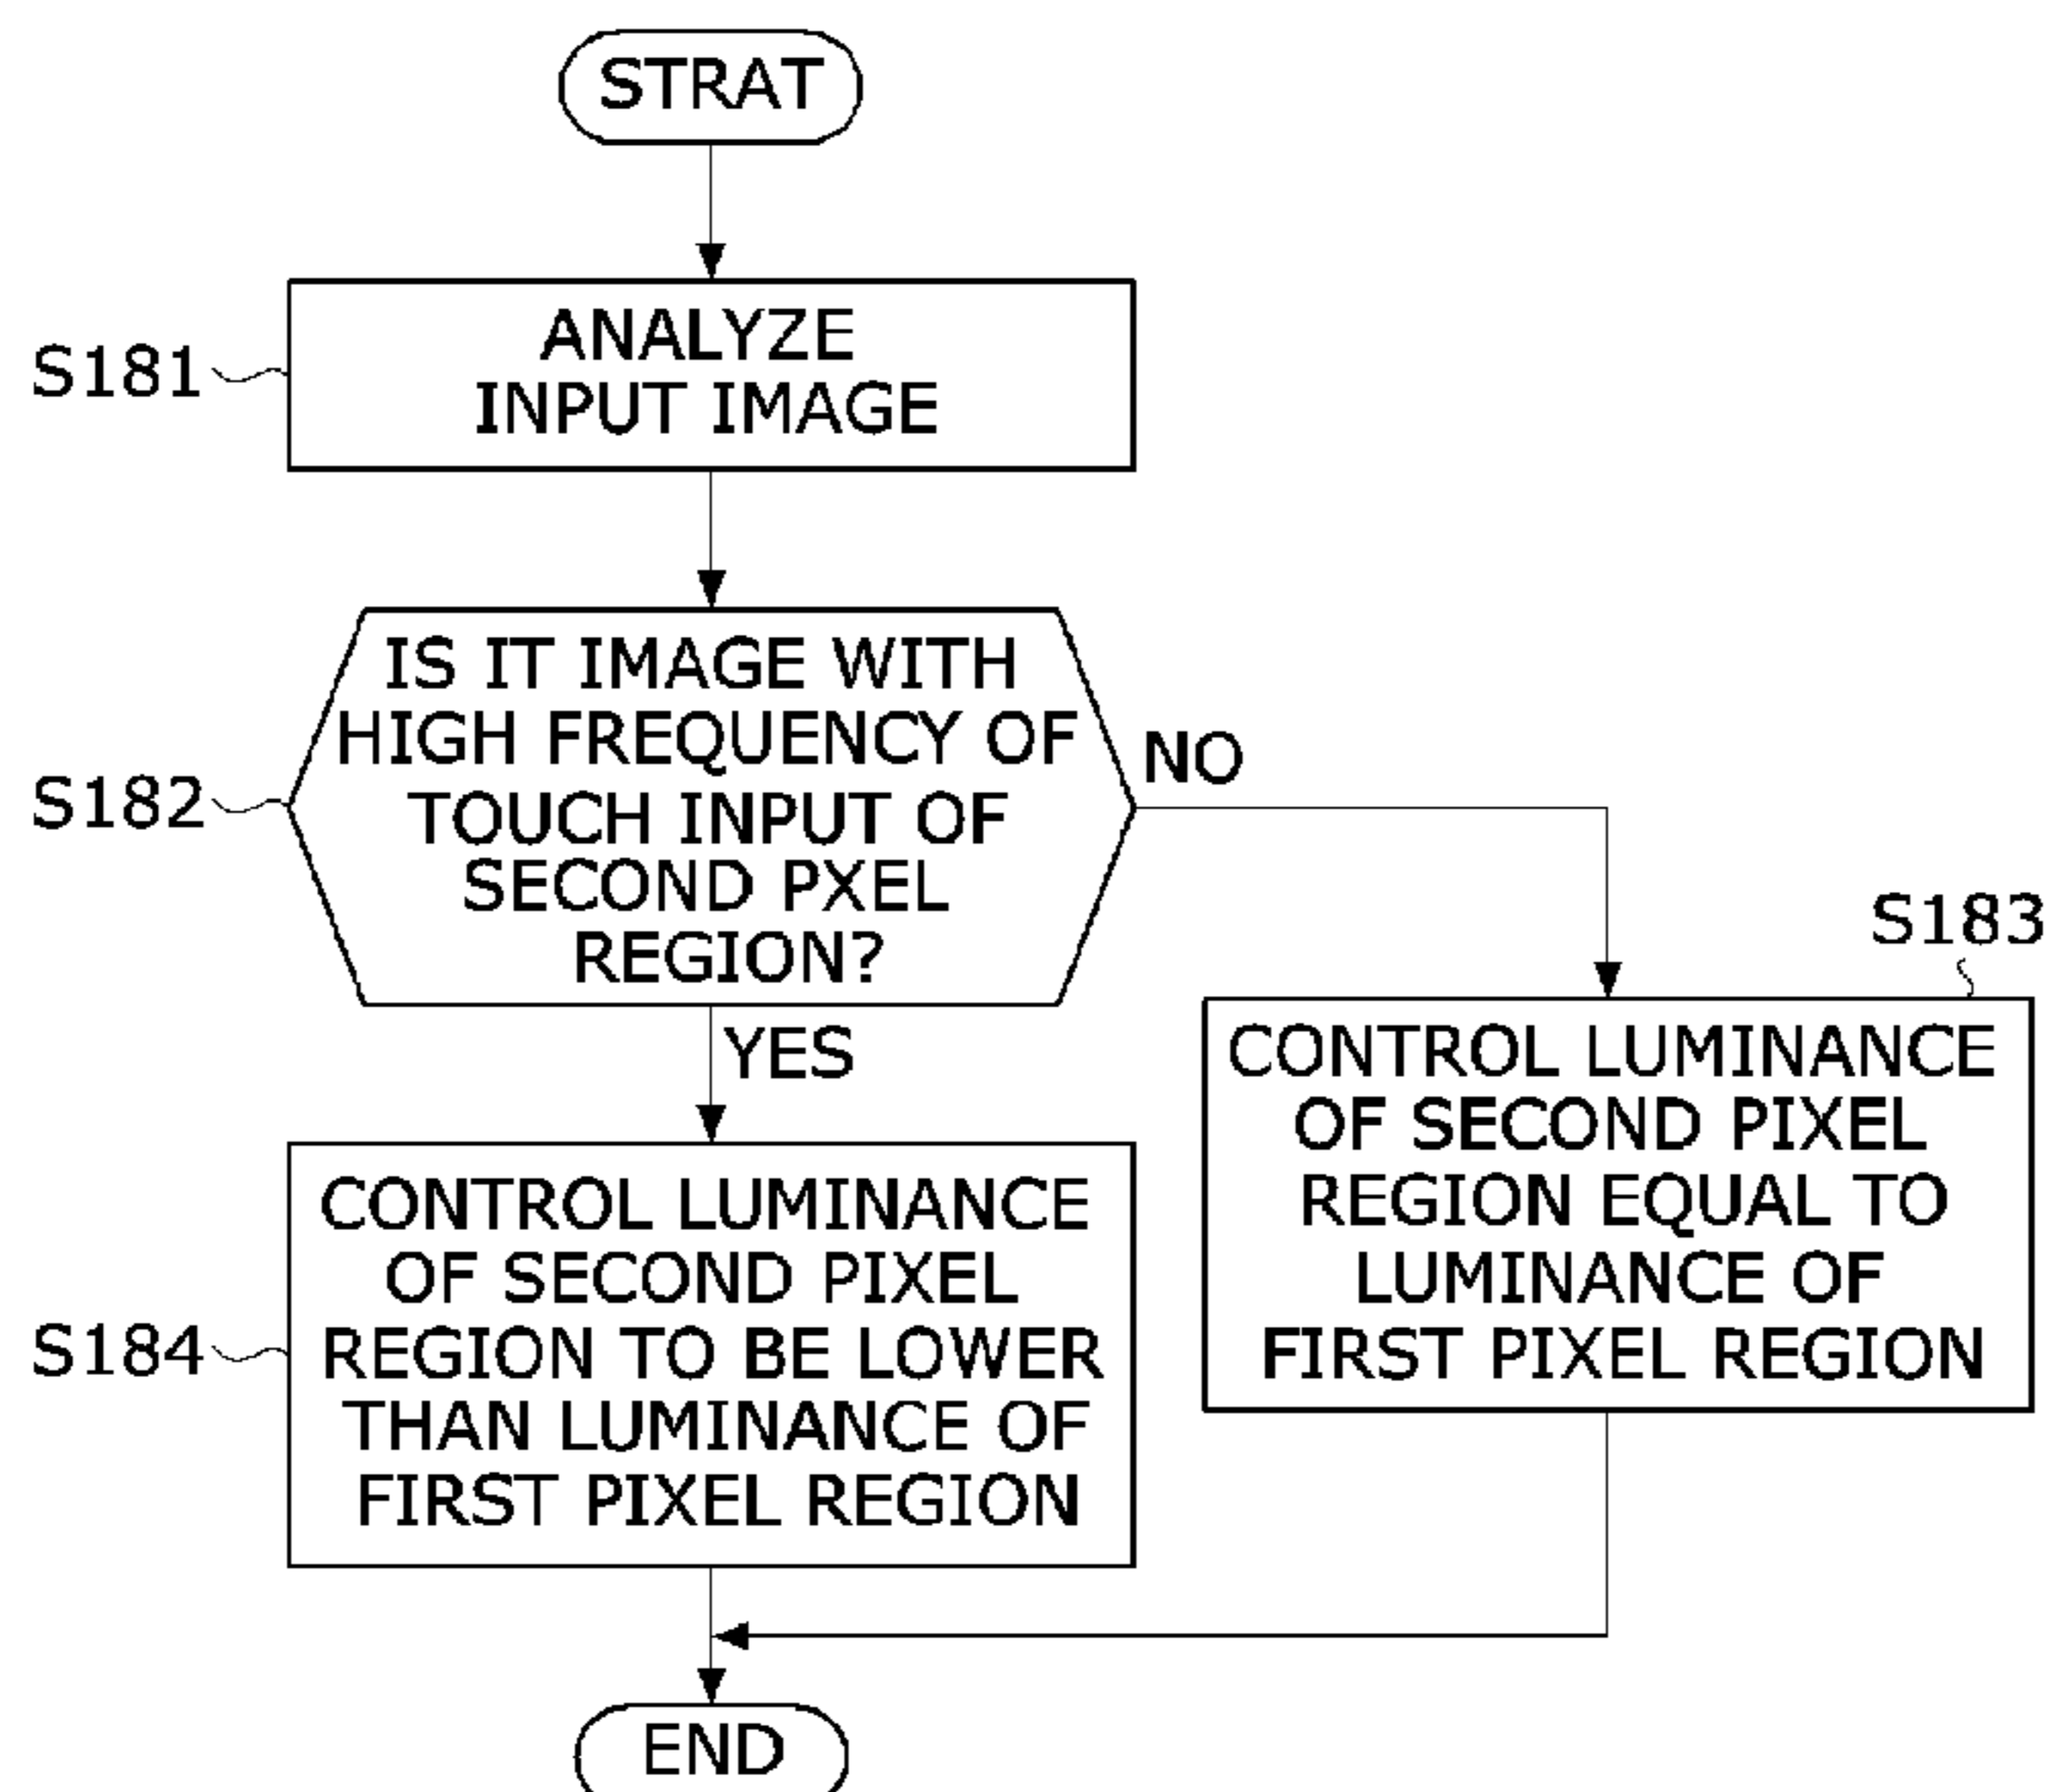 STRAT
S181
ANALYZE
INPUT IMAGE
S182
IS IT IMAGE WITH
HIGH FREQUENCY OF
TOUCH INPUT OF
SECOND PXEL
REGION?
NO
YES
S183
CONTROL LUMINANCE
OF SECOND PIXEL
REGION EQUAL TO
LUMINANCE OF
FIRST PIXEL REGION
S184
CONTROL LUMINANCE
OF SECOND PIXEL
REGION TO BE LOWER
THAN LUMINANCE OF
FIRST PIXEL REGION
END